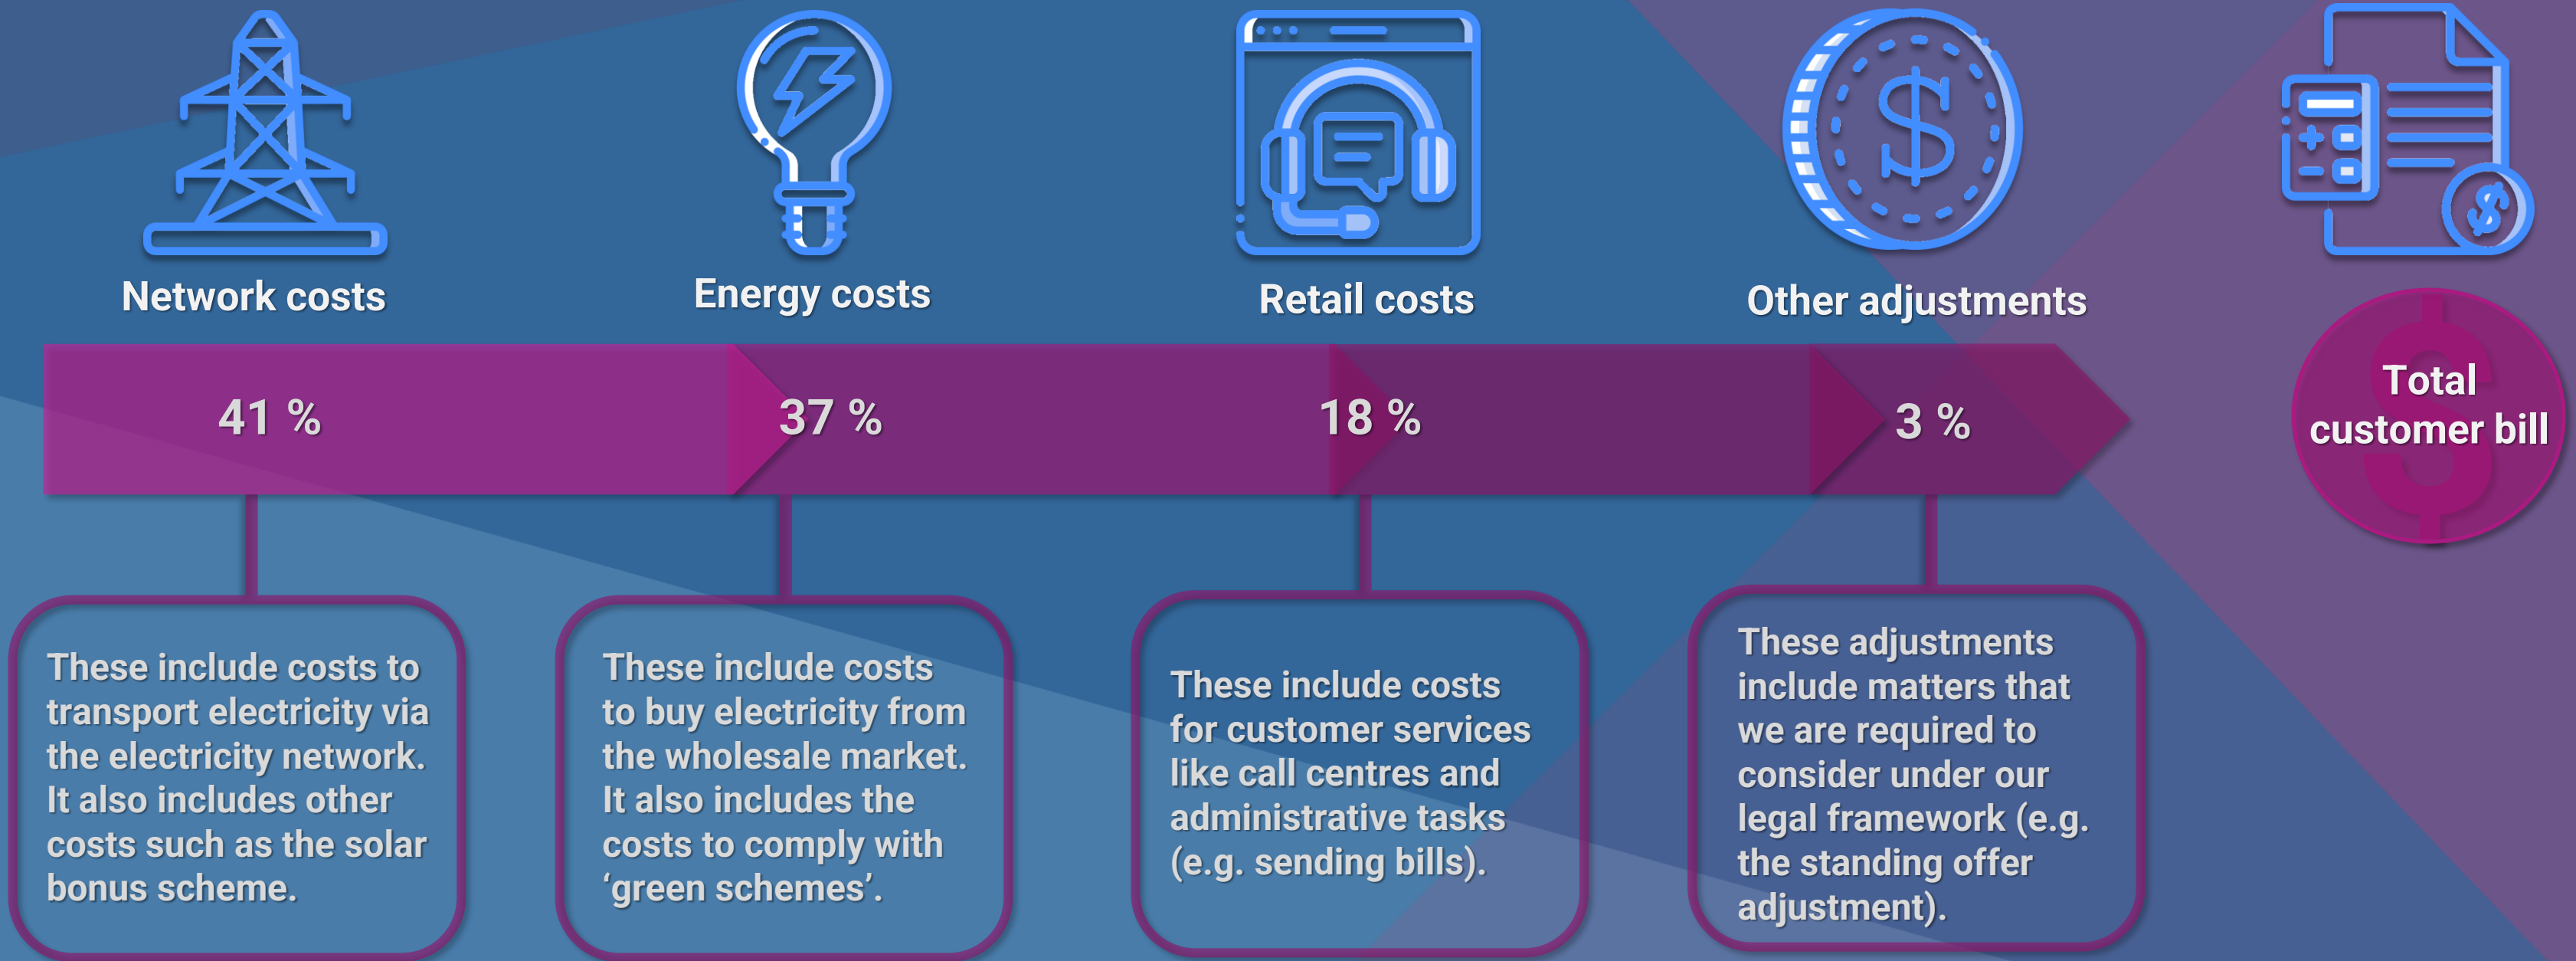 Network costs
Energy costs
Retail costs
Other adjustments
41 %
37 %
18 %
3 %
Total
customer bill
These include costs to
transport electricity via
the electricity network.
It also includes other
costs such as the solar
bonus scheme.
These include costs
to buy electricity from
the wholesale market.
It also includes the
costs to comply with
‘green schemes’.
These include costs
for customer services
like call centres and
administrative tasks
(e.g. sending bills).
These adjustments
include matters that
we are required to
consider under our
legal framework (e.g.
the standing offer
adjustment).